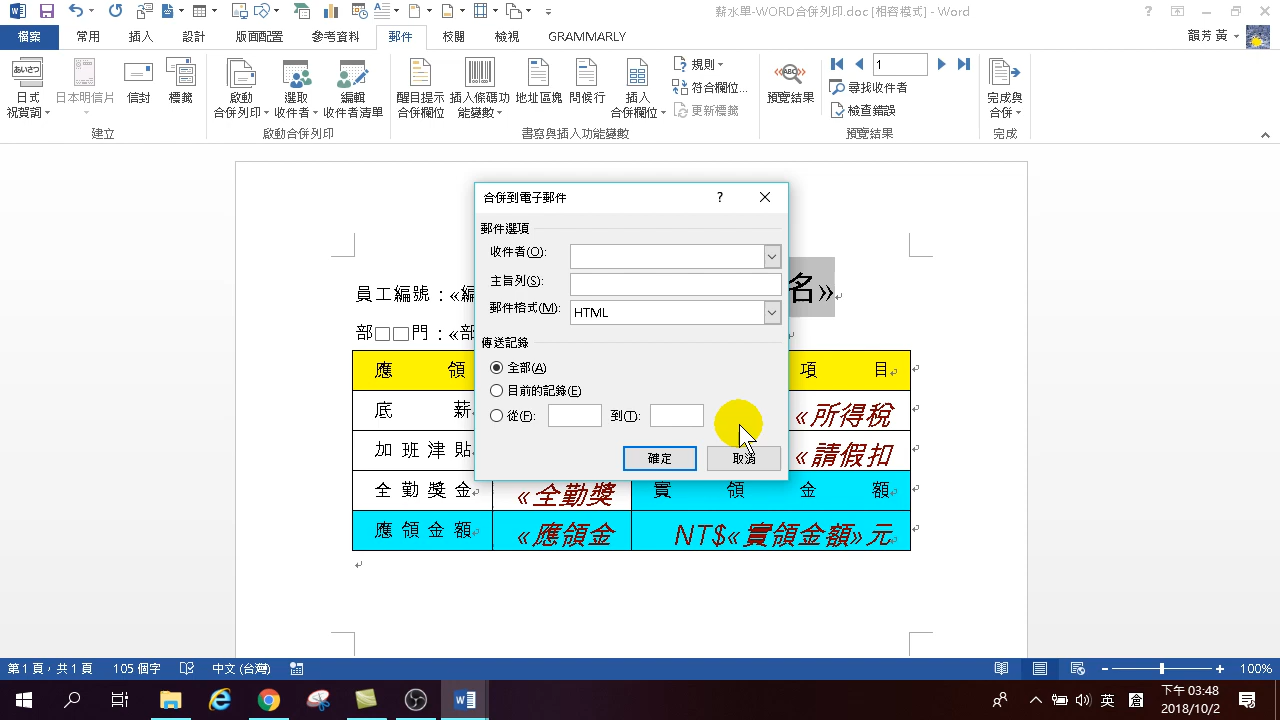 薪水單-WORD合併列印.doc [相容模式] - Word
檔案 常用 插入 設計 版面配置 參考資料 郵件 校閱 檢視 GRAMMARLY
韻芳 黃
日式 祝賀詞
日本明信片
信封
標籤
建立
啟動 合併列印
選取 收件者
編輯 收件者清單
啟動合併列印
醒目提示 合併欄位
插入條碼功能變數
地址區塊
問候行
插入 合併欄位
規則
符合欄位...
更新標籤
書寫與插入功能變數
ABC
預覽結果
1
尋找收件者
檢查錯誤
預覽結果
完成與 合併
完成
合併到電子郵件 ?
郵件選項
收件者(O):
主旨列(S):
郵件格式(M): HTML
傳送記錄
全部(A)
目前的記錄(E)
從(F): 到(T):
確定 取消
員工編號：«編 名»
部□□門：«部
應 領 項 目
底 薪 «所得稅
加班津貼 «請假扣
全勤獎金 «全勤獎 實 領 金 額
應領金額 «應領金 NT$«實領金額»元
第 1 頁，共 1 頁 105 個字 中文 (台灣) 100%
英
下午 03:48
2018/10/2